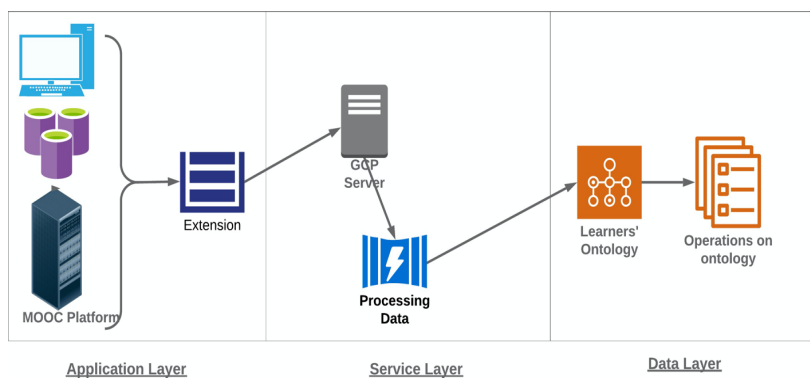 GCP
Server
Extension
Learners'
Ontology
Operations on
ontology
Processing
Data
MOOC Platform
Application Layer
Service Layer
Data Layer